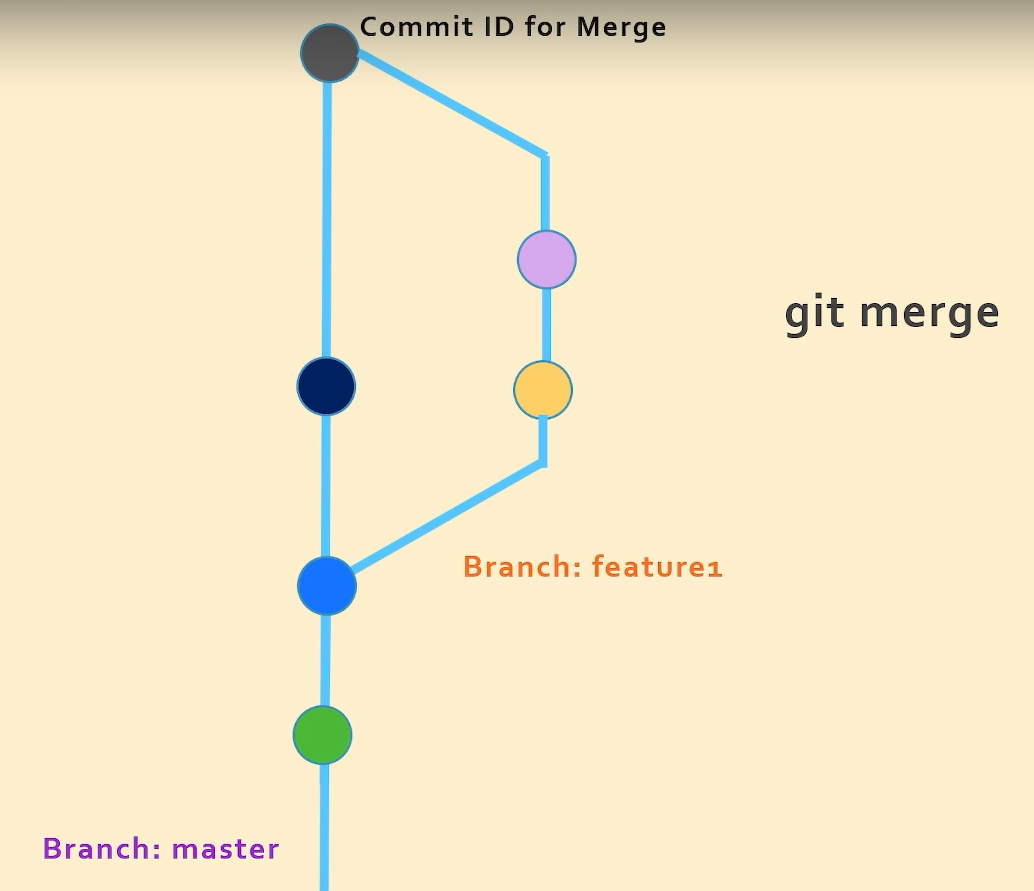 Commit ID for Merge
git merge
Branch: feature1
Branch: master